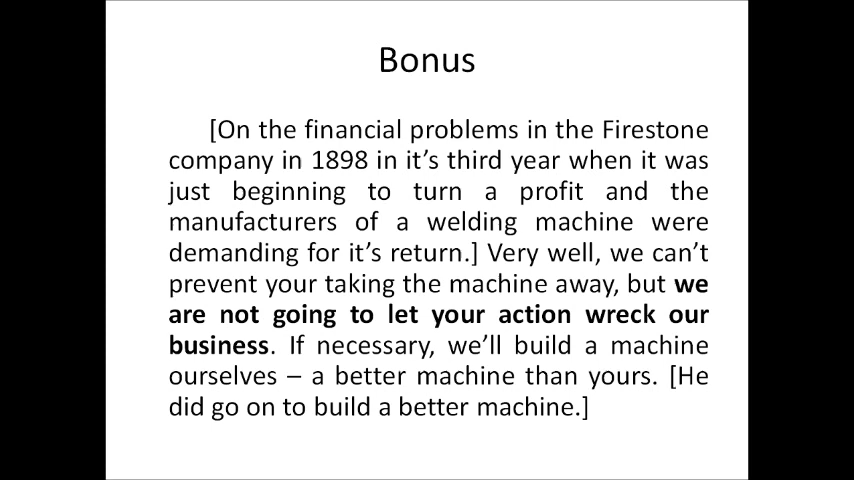 Bonus
[On the financial problems in the Firestone
company in 1898 in it’s third year when it was
just beginning to turn a profit and the
manufacturers of a welding machine were
demanding for it’s return.] Very well, we can’t
prevent your taking the machine away, but we
are not going to let your action wreck our
business. If necessary, we’ll build a machine
ourselves – a better machine than yours. [He
did go on to build a better machine.]